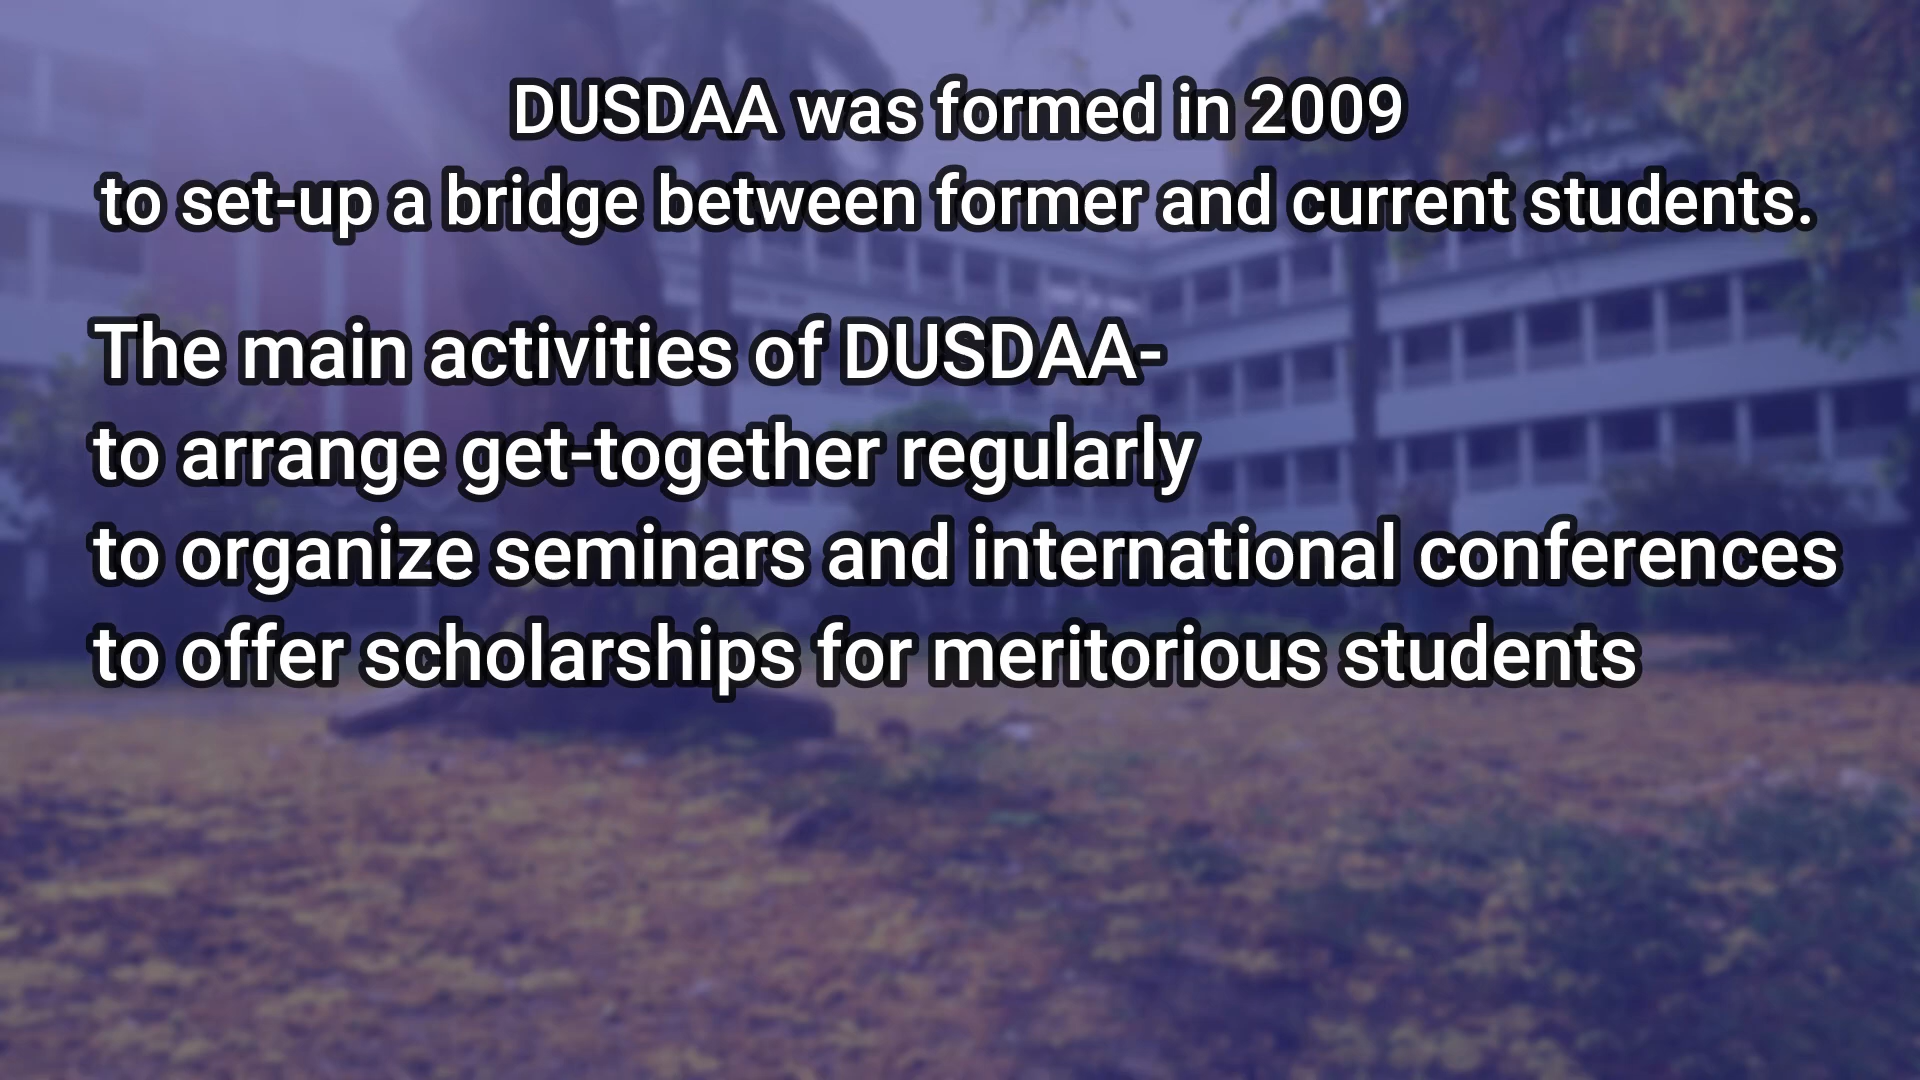 DUSDAA was formed in 2009
to set-up a bridge between former and current students.
The main activities of DUSDAA-
to arrange get-together regularly
to organize seminars and international conferences
to offer scholarships for meritorious students